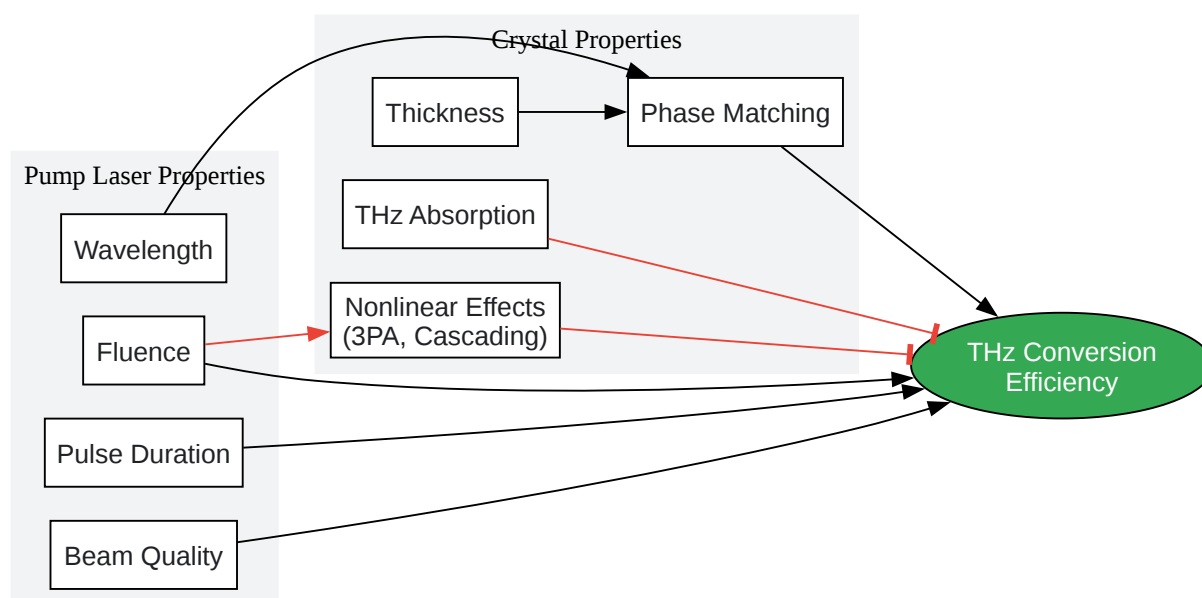 Crystal Properties
Thickness
Phase Matching
Pump Laser Properties
THz Absorption
Wavelength
Nonlinear Effects
(3PA, Cascading)
Fluence
THz Conversion
Efficiency
Pulse Duration
Beam Quality